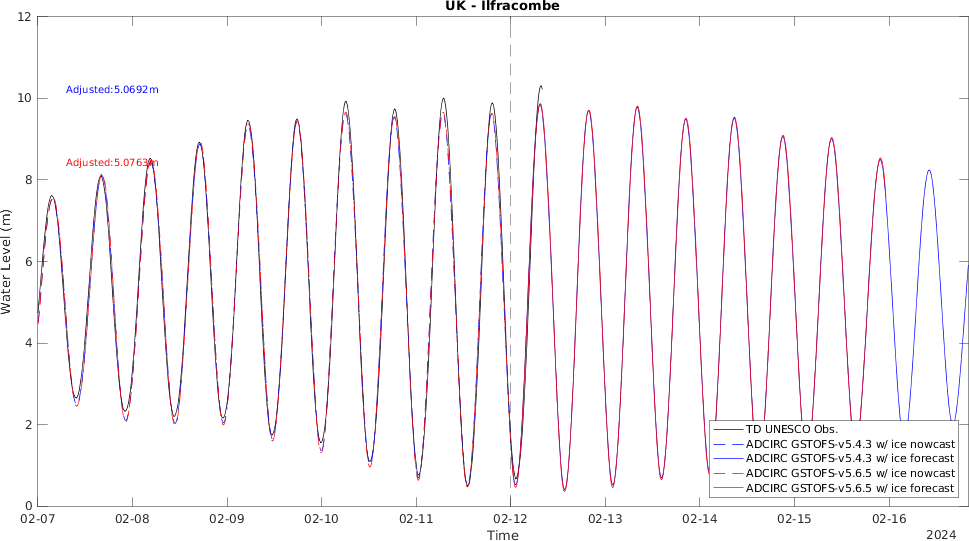 UK - Ilfracombe
12
10
8
6
4
2
0
Water Level (m)
Adjusted:5.0692m
Adjusted:5.0763m
TD UNESCO Obs.
ADCIRC GSTOFS-v5.4.3 w/ ice nowcast
ADCIRC GSTOFS-v5.4.3 w/ ice forecast
ADCIRC GSTOFS-v5.6.5 w/ ice nowcast
ADCIRC GSTOFS-v5.6.5 w/ ice forecast
02-07 02-08 02-09 02-10 02-11 02-12 02-13 02-14 02-15 02-16
Time
2024